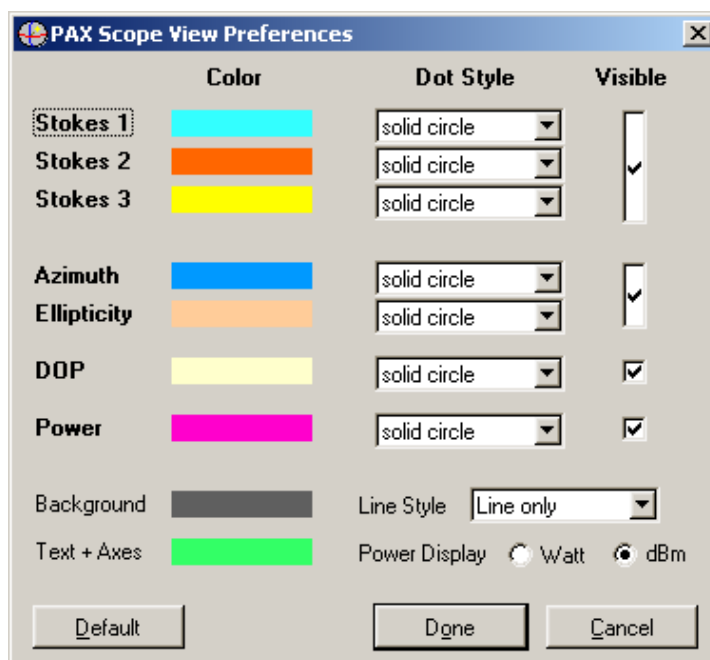 PAX Scope View Preferences
Color Dot Style Visible
Stokes 1 solid circle
Stokes 2 solid circle
Stokes 3 solid circle
Azimuth solid circle
Ellipticity solid circle
DOP solid circle
Power solid circle
Background Line Style Line only
Text + Axes Power Display Watt dBm
Default Done Cancel